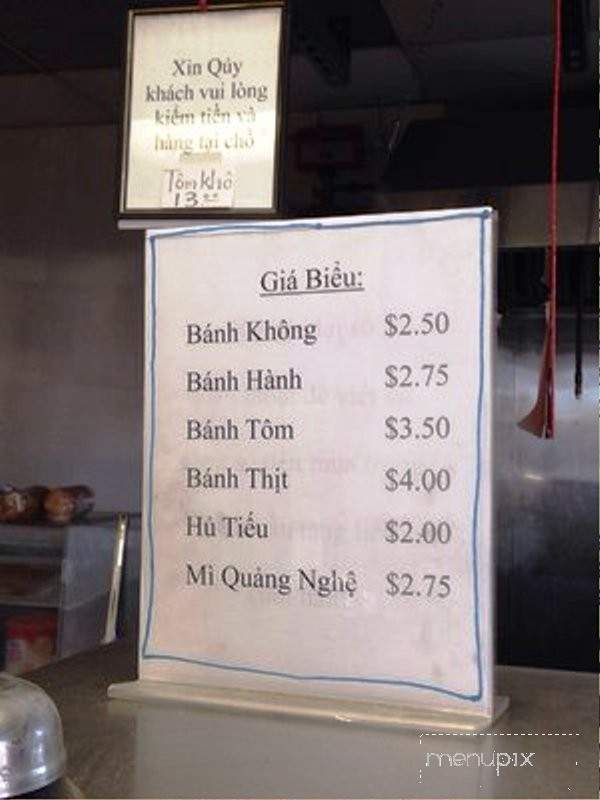 Xin Qúy
khách vui lòng
kiểm tiền và
hàng tại chổ
Tôm khô
13.00
Giá Biểu:
Bánh Không $2.50
Bánh Hành $2.75
Bánh Tôm $3.50
Bánh Thịt $4.00
Hủ Tiếu $2.00
Mì Quảng Nghệ $2.75
menupix